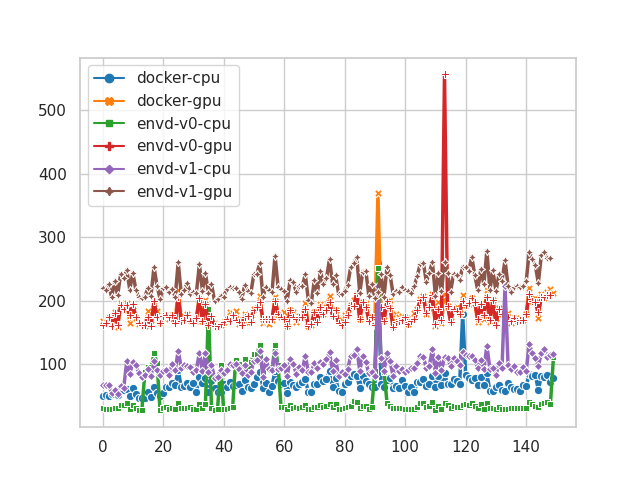 docker-cpu
docker-gpu
envd-v0-cpu
envd-v0-gpu
envd-v1-cpu
envd-v1-gpu
500
400
300
200
100
0 20 40 60 80 100 120 140